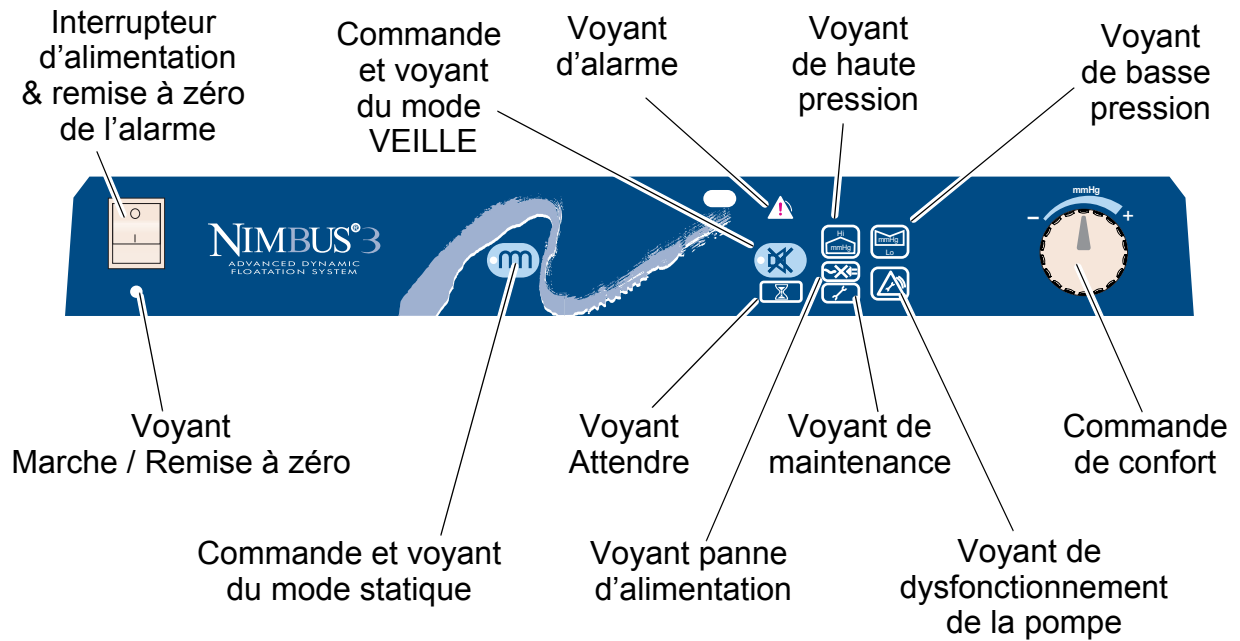 Interrupteur
d’alimentation
& remise à zéro
de l’alarme
Commande
et voyant
du mode
VEILLE
Voyant
d’alarme
Voyant
de haute
pression
Voyant
de basse
pression
NIMBUS® 3
ADVANCED DYNAMIC
FLOATATION SYSTEM
Hi
mmHg
mmHg
Lo
mmHg
− +
Voyant
Marche / Remise à zéro
Commande et voyant
du mode statique
Voyant
Attendre
Voyant panne
d’alimentation
Voyant de
maintenance
Voyant de
dysfonctionnement
de la pompe
Commande
de confort